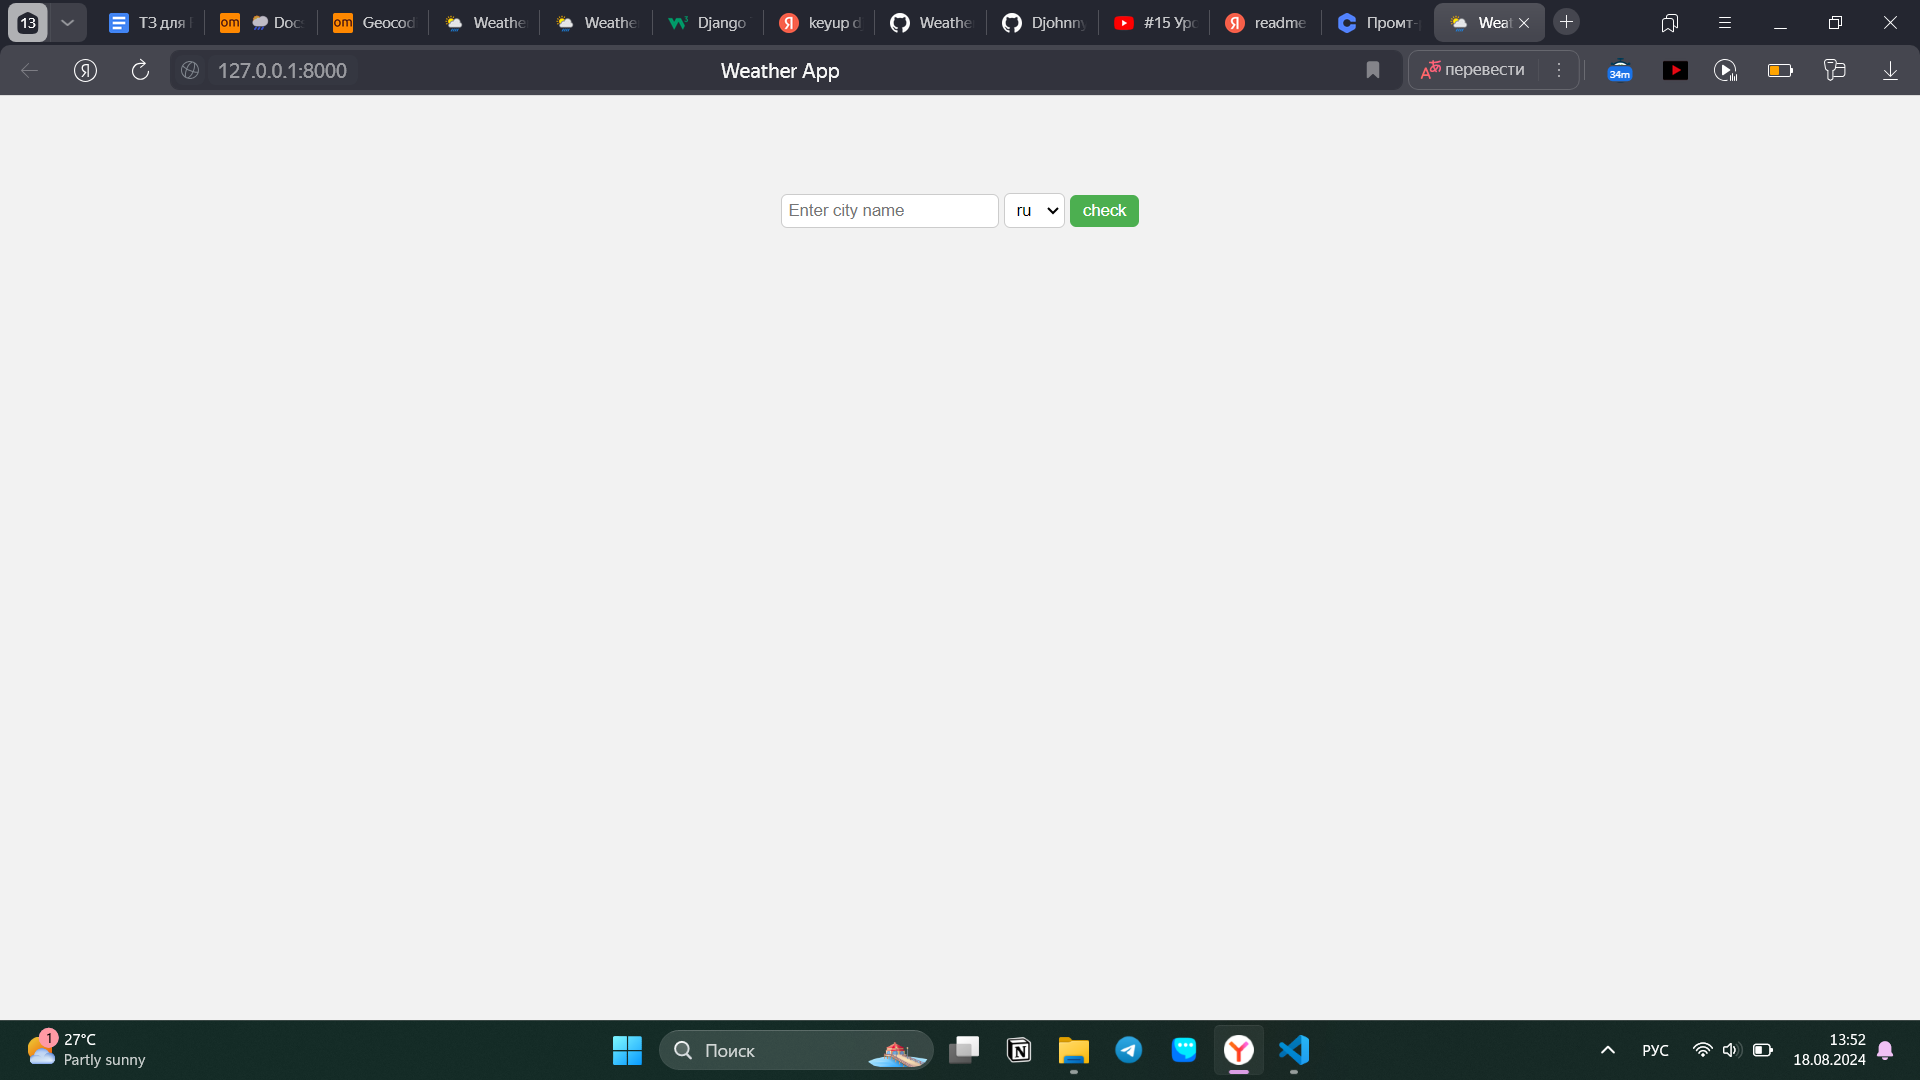 13
ТЗ для
om
Doc
om
Geocod
Weathe
Weathe
Django
Я
keyup d
Weathe
Djohnny
#15 Уро
Я
readme
Промт-
Weat
Я
127.0.0.1:8000
Weather App
перевести
34m
Enter city name
ru
check
1
27°C
Partly sunny
Поиск
РУС
13:52
18.08.2024